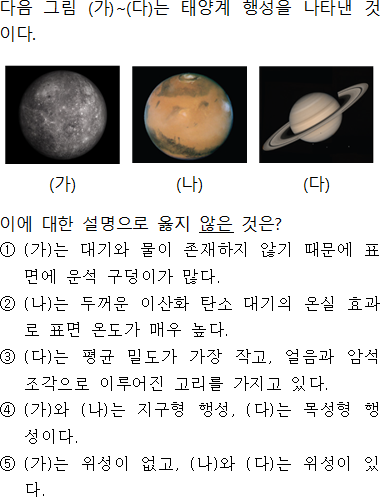 다음 그림 (가)~(다)는 태양계 행성을 나타낸 것
이다.
(가) (나) (다)
이에 대한 설명으로 옳지 않은 것은?
① (가)는 대기와 물이 존재하지 않기 때문에 표
면에 운석 구덩이가 많다.
② (나)는 두꺼운 이산화 탄소 대기의 온실 효과
로 표면 온도가 매우 높다.
③ (다)는 평균 밀도가 가장 작고, 얼음과 암석
조각으로 이루어진 고리를 가지고 있다.
④ (가)와 (나)는 지구형 행성, (다)는 목성형 행
성이다.
⑤ (가)는 위성이 없고, (나)와 (다)는 위성이 있
다.